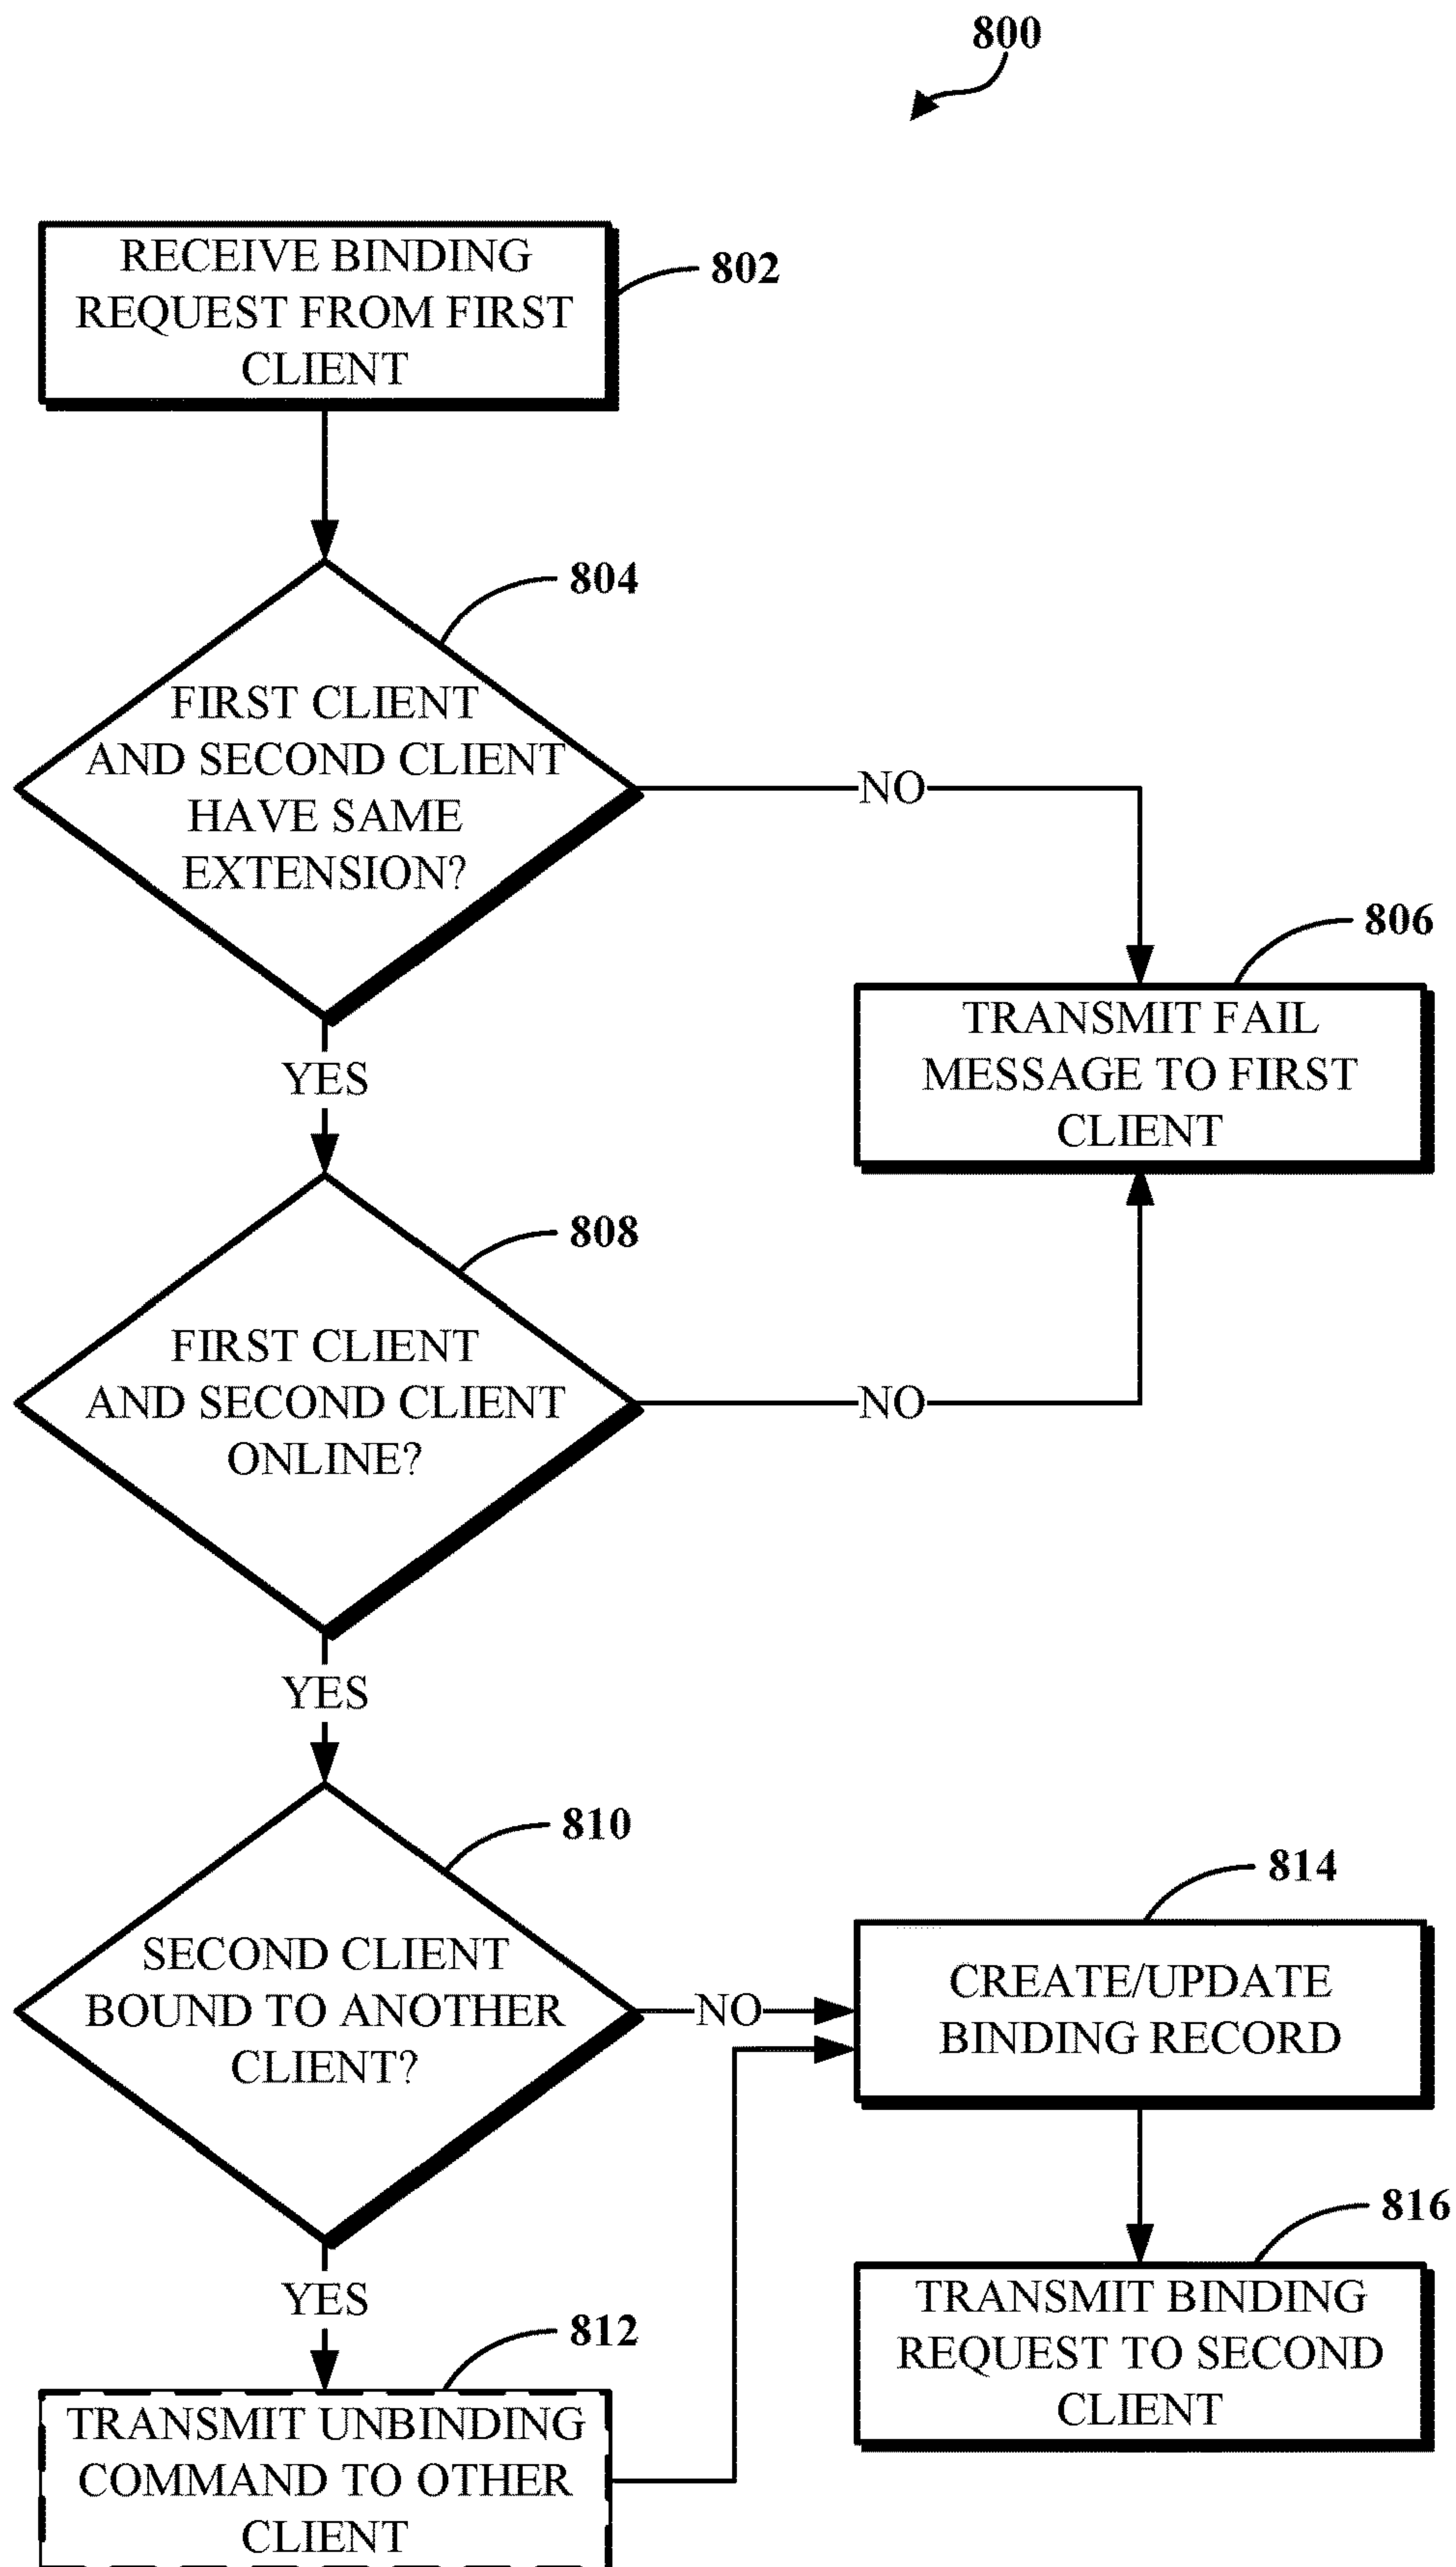 800
RECEIVE BINDING
REQUEST FROM FIRST
CLIENT
802
804
FIRST CLIENT
AND SECOND CLIENT
HAVE SAME
EXTENSION?
NO
806
TRANSMIT FAIL
MESSAGE TO FIRST
CLIENT
YES
808
FIRST CLIENT
AND SECOND CLIENT
ONLINE?
NO
YES
810
SECOND CLIENT
BOUND TO ANOTHER
CLIENT?
NO
814
CREATE/UPDATE
BINDING RECORD
816
TRANSMIT BINDING
REQUEST TO SECOND
CLIENT
YES
812
TRANSMIT UNBINDING
COMMAND TO OTHER
CLIENT